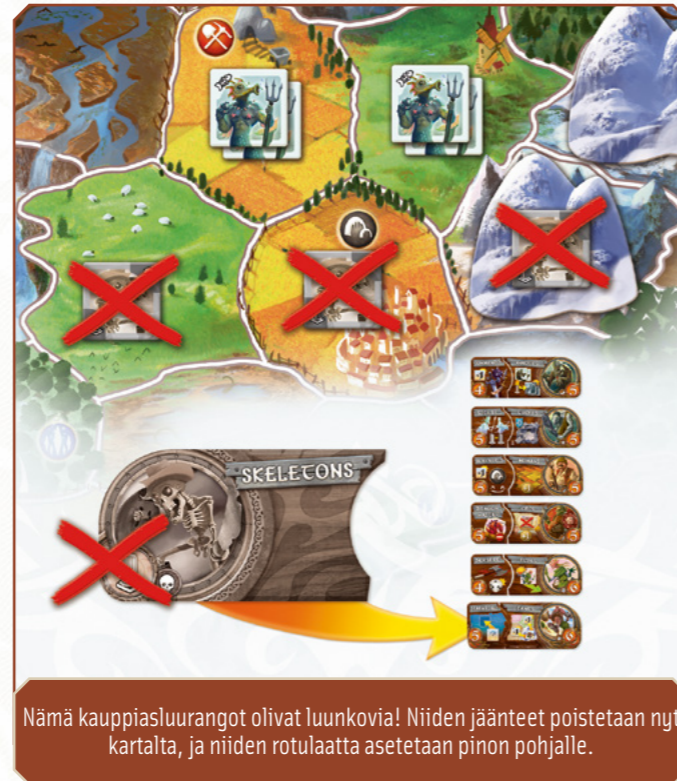 SKELETONS
Nämä kauppiasluurangot olivat luunkovia! Niiden jäänteet poistetaan nyt
kartalta, ja niiden rotulaatta asetetaan pinon pohjalle.